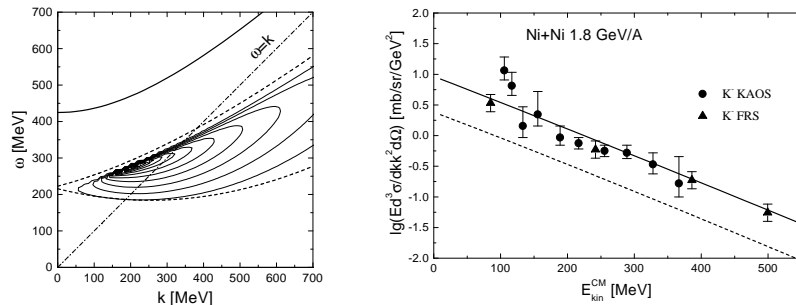 700
600
500
400
300
200
100
0
ω [MeV]
ω=k
0 100 200 300 400 500 600 700
k [MeV]
2.0
1.5
1.0
0.5
0.0
-0.5
-1.0
-1.5
-2.0
lg(Ed³σ/dkk²dΩ) [mb/sr/GeV²]
Ni+Ni 1.8 GeV/A
K⁻ KAOS
K⁻ FRS
0 100 200 300 400 500
E_kin^CM [MeV]